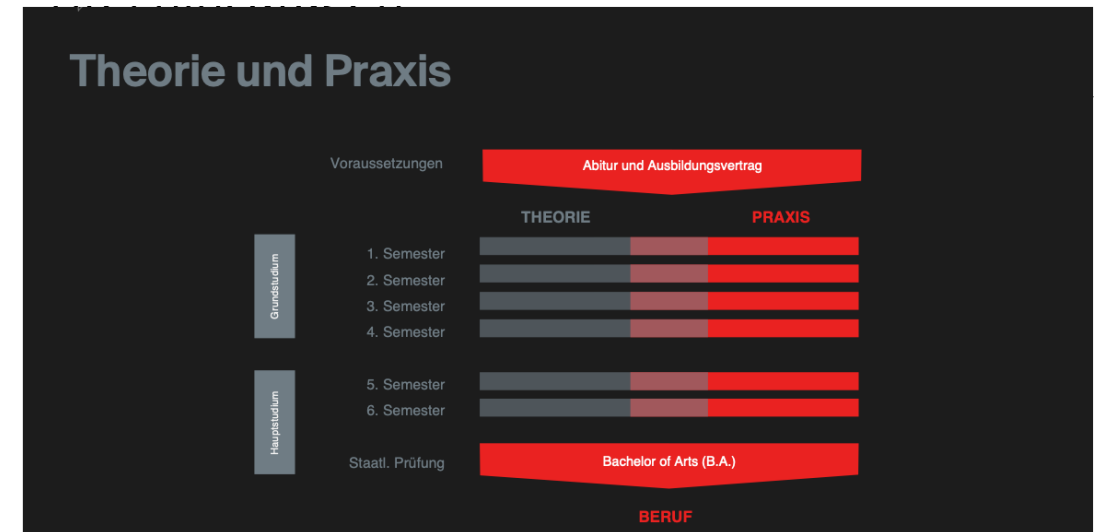 Theorie und Praxis
Voraussetzungen
Abitur und Ausbildungsvertrag
THEORIE
PRAXIS
Grundstudium
1. Semester
2. Semester
3. Semester
4. Semester
Hauptstudium
5. Semester
6. Semester
Staatl. Prüfung
Bachelor of Arts (B.A.)
BERUF